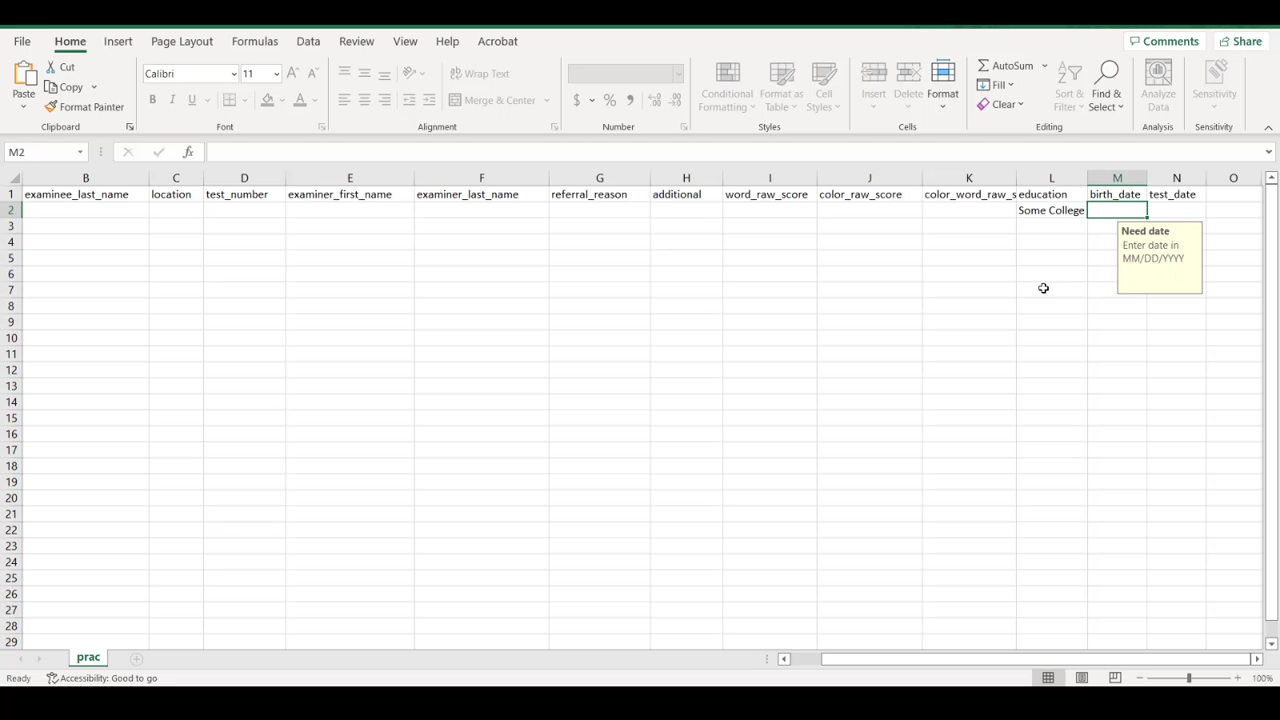 File Home Insert Page Layout Formulas Data Review View Help Acrobat Comments Share
Paste Cut Copy Format Painter Clipboard
Calibri 11 B I U A Font
Wrap Text Merge & Center Alignment
$ % , Number
Conditional Formatting Format as Table Cell Styles Styles
Insert Delete Format Cells
AutoSum Fill Clear Sort & Filter Find & Select Editing
Analyze Data Analysis
Sensitivity Sensitivity
M2 fx
B C D E F G H I J K L M N O
1 examinee_last_name location test_number examiner_first_name examiner_last_name referral_reason additional word_raw_score color_raw_score color_word_raw_s education birth_date test_date
2 Some College
Need date
Enter date in
MM/DD/YYYY
3
4
5
6
7
8
9
10
11
12
13
14
15
16
17
18
19
20
21
22
23
24
25
26
27
28
29
prac
Ready Accessibility: Good to go 100%